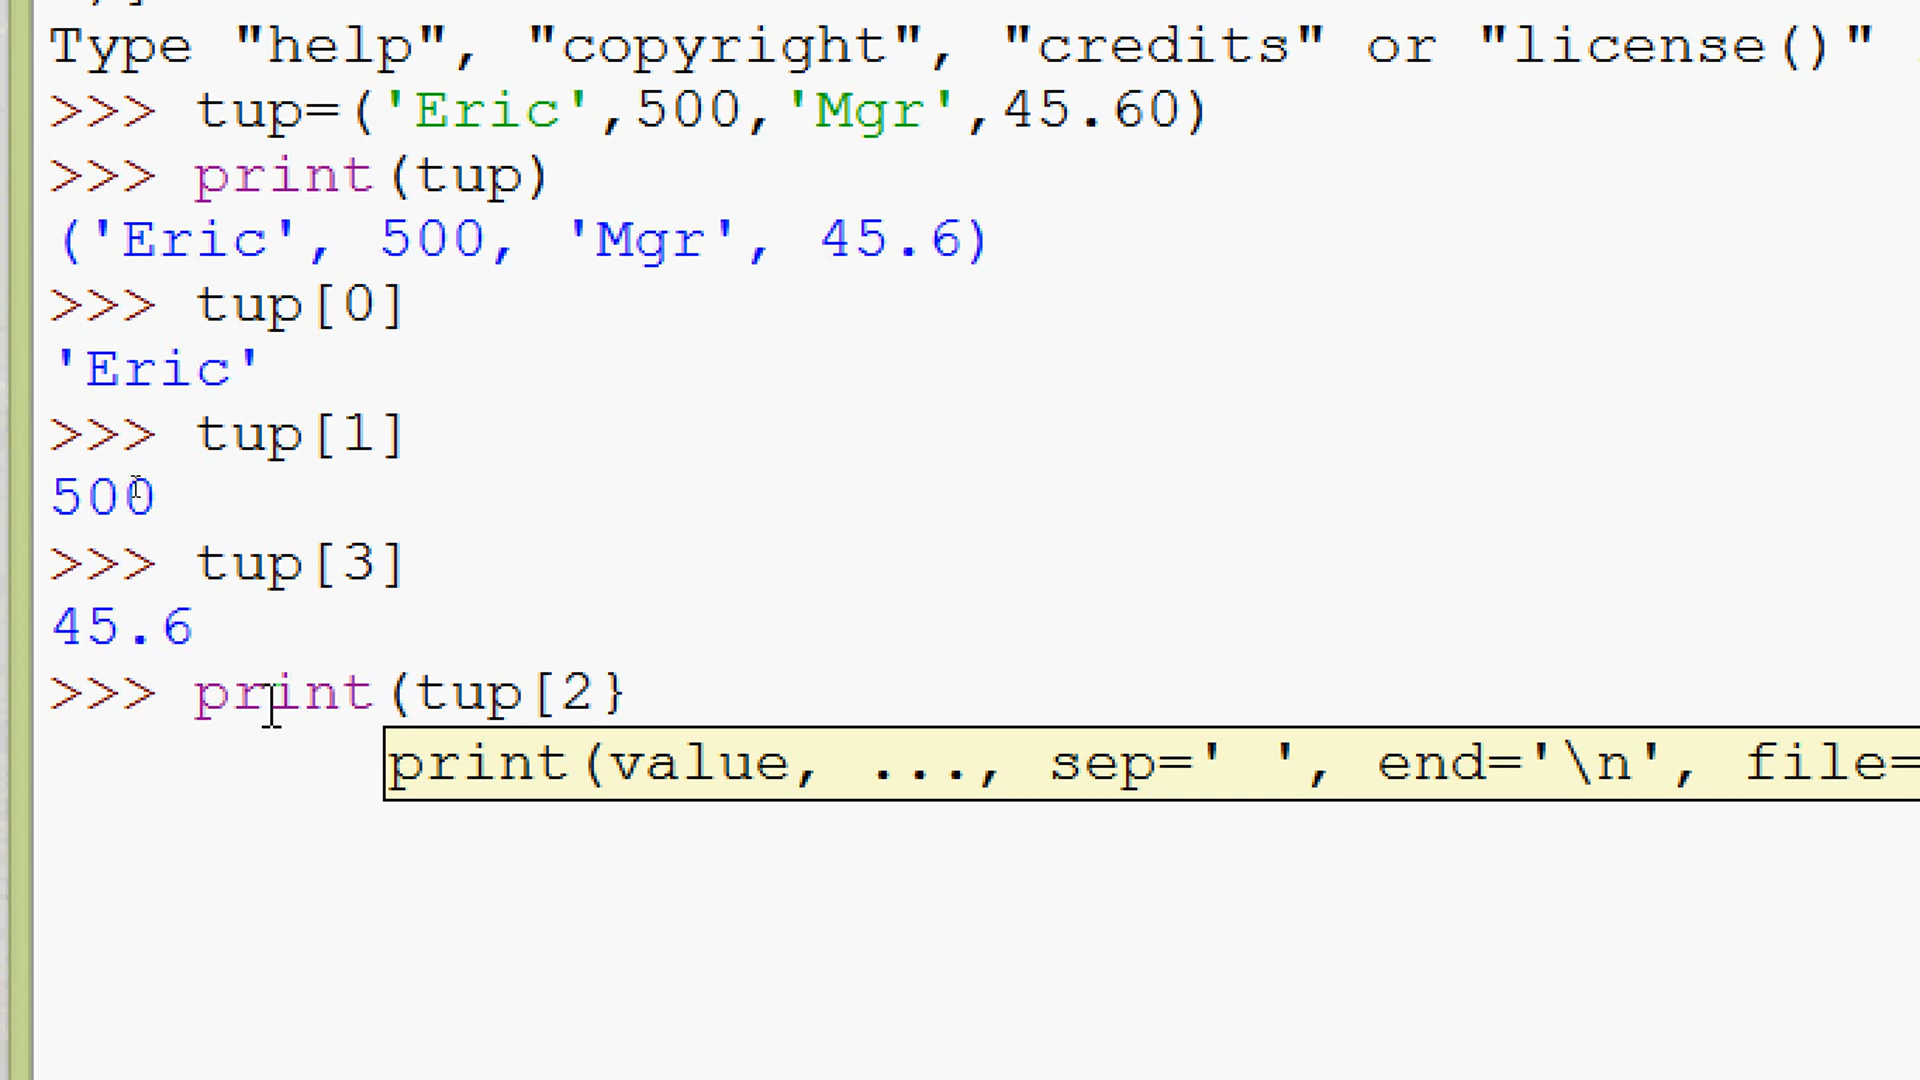 Type "help", "copyright", "credits" or "license()"
>>> tup=('Eric',500,'Mgr',45.60)
>>> print(tup)
('Eric', 500, 'Mgr', 45.6)
>>> tup[0]
'Eric'
>>> tup[1]
500
>>> tup[3]
45.6
>>> print(tup[2}
print(value, ..., sep=' ', end='\n', file=